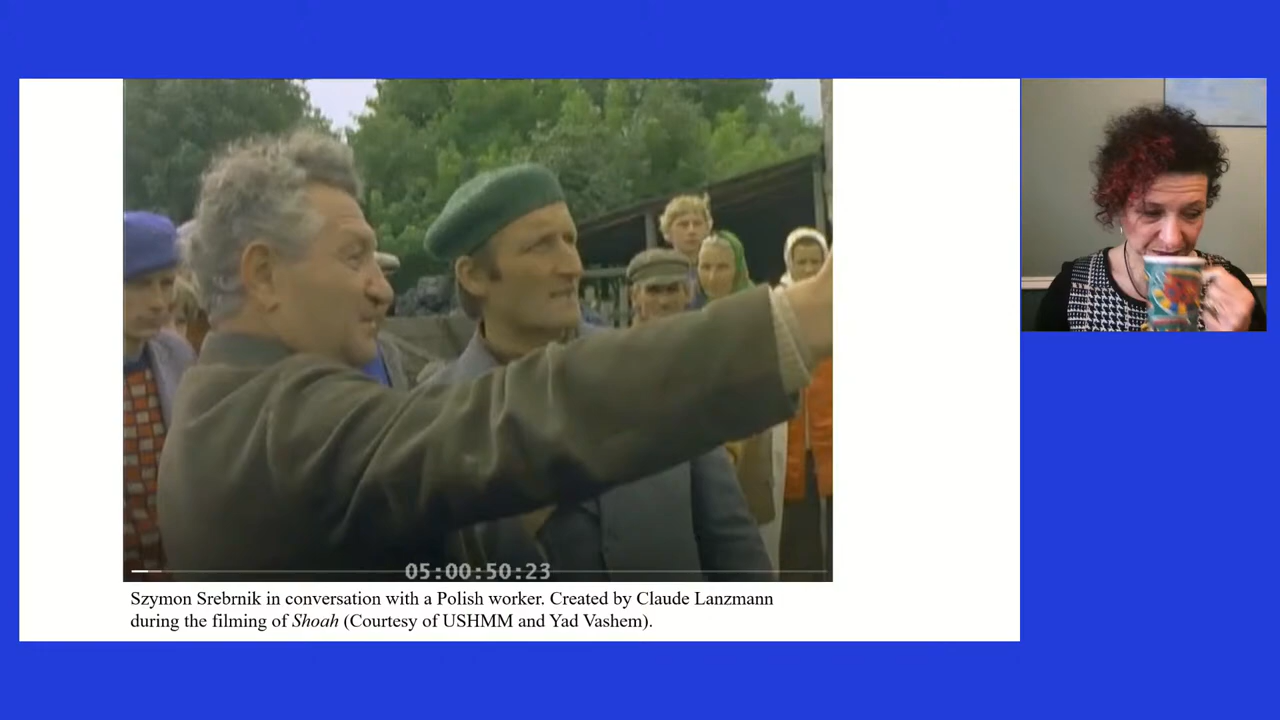 05:00:50:23
Szymon Srebrnik in conversation with a Polish worker. Created by Claude Lanzmann
during the filming of Shoah (Courtesy of USHMM and Yad Vashem).